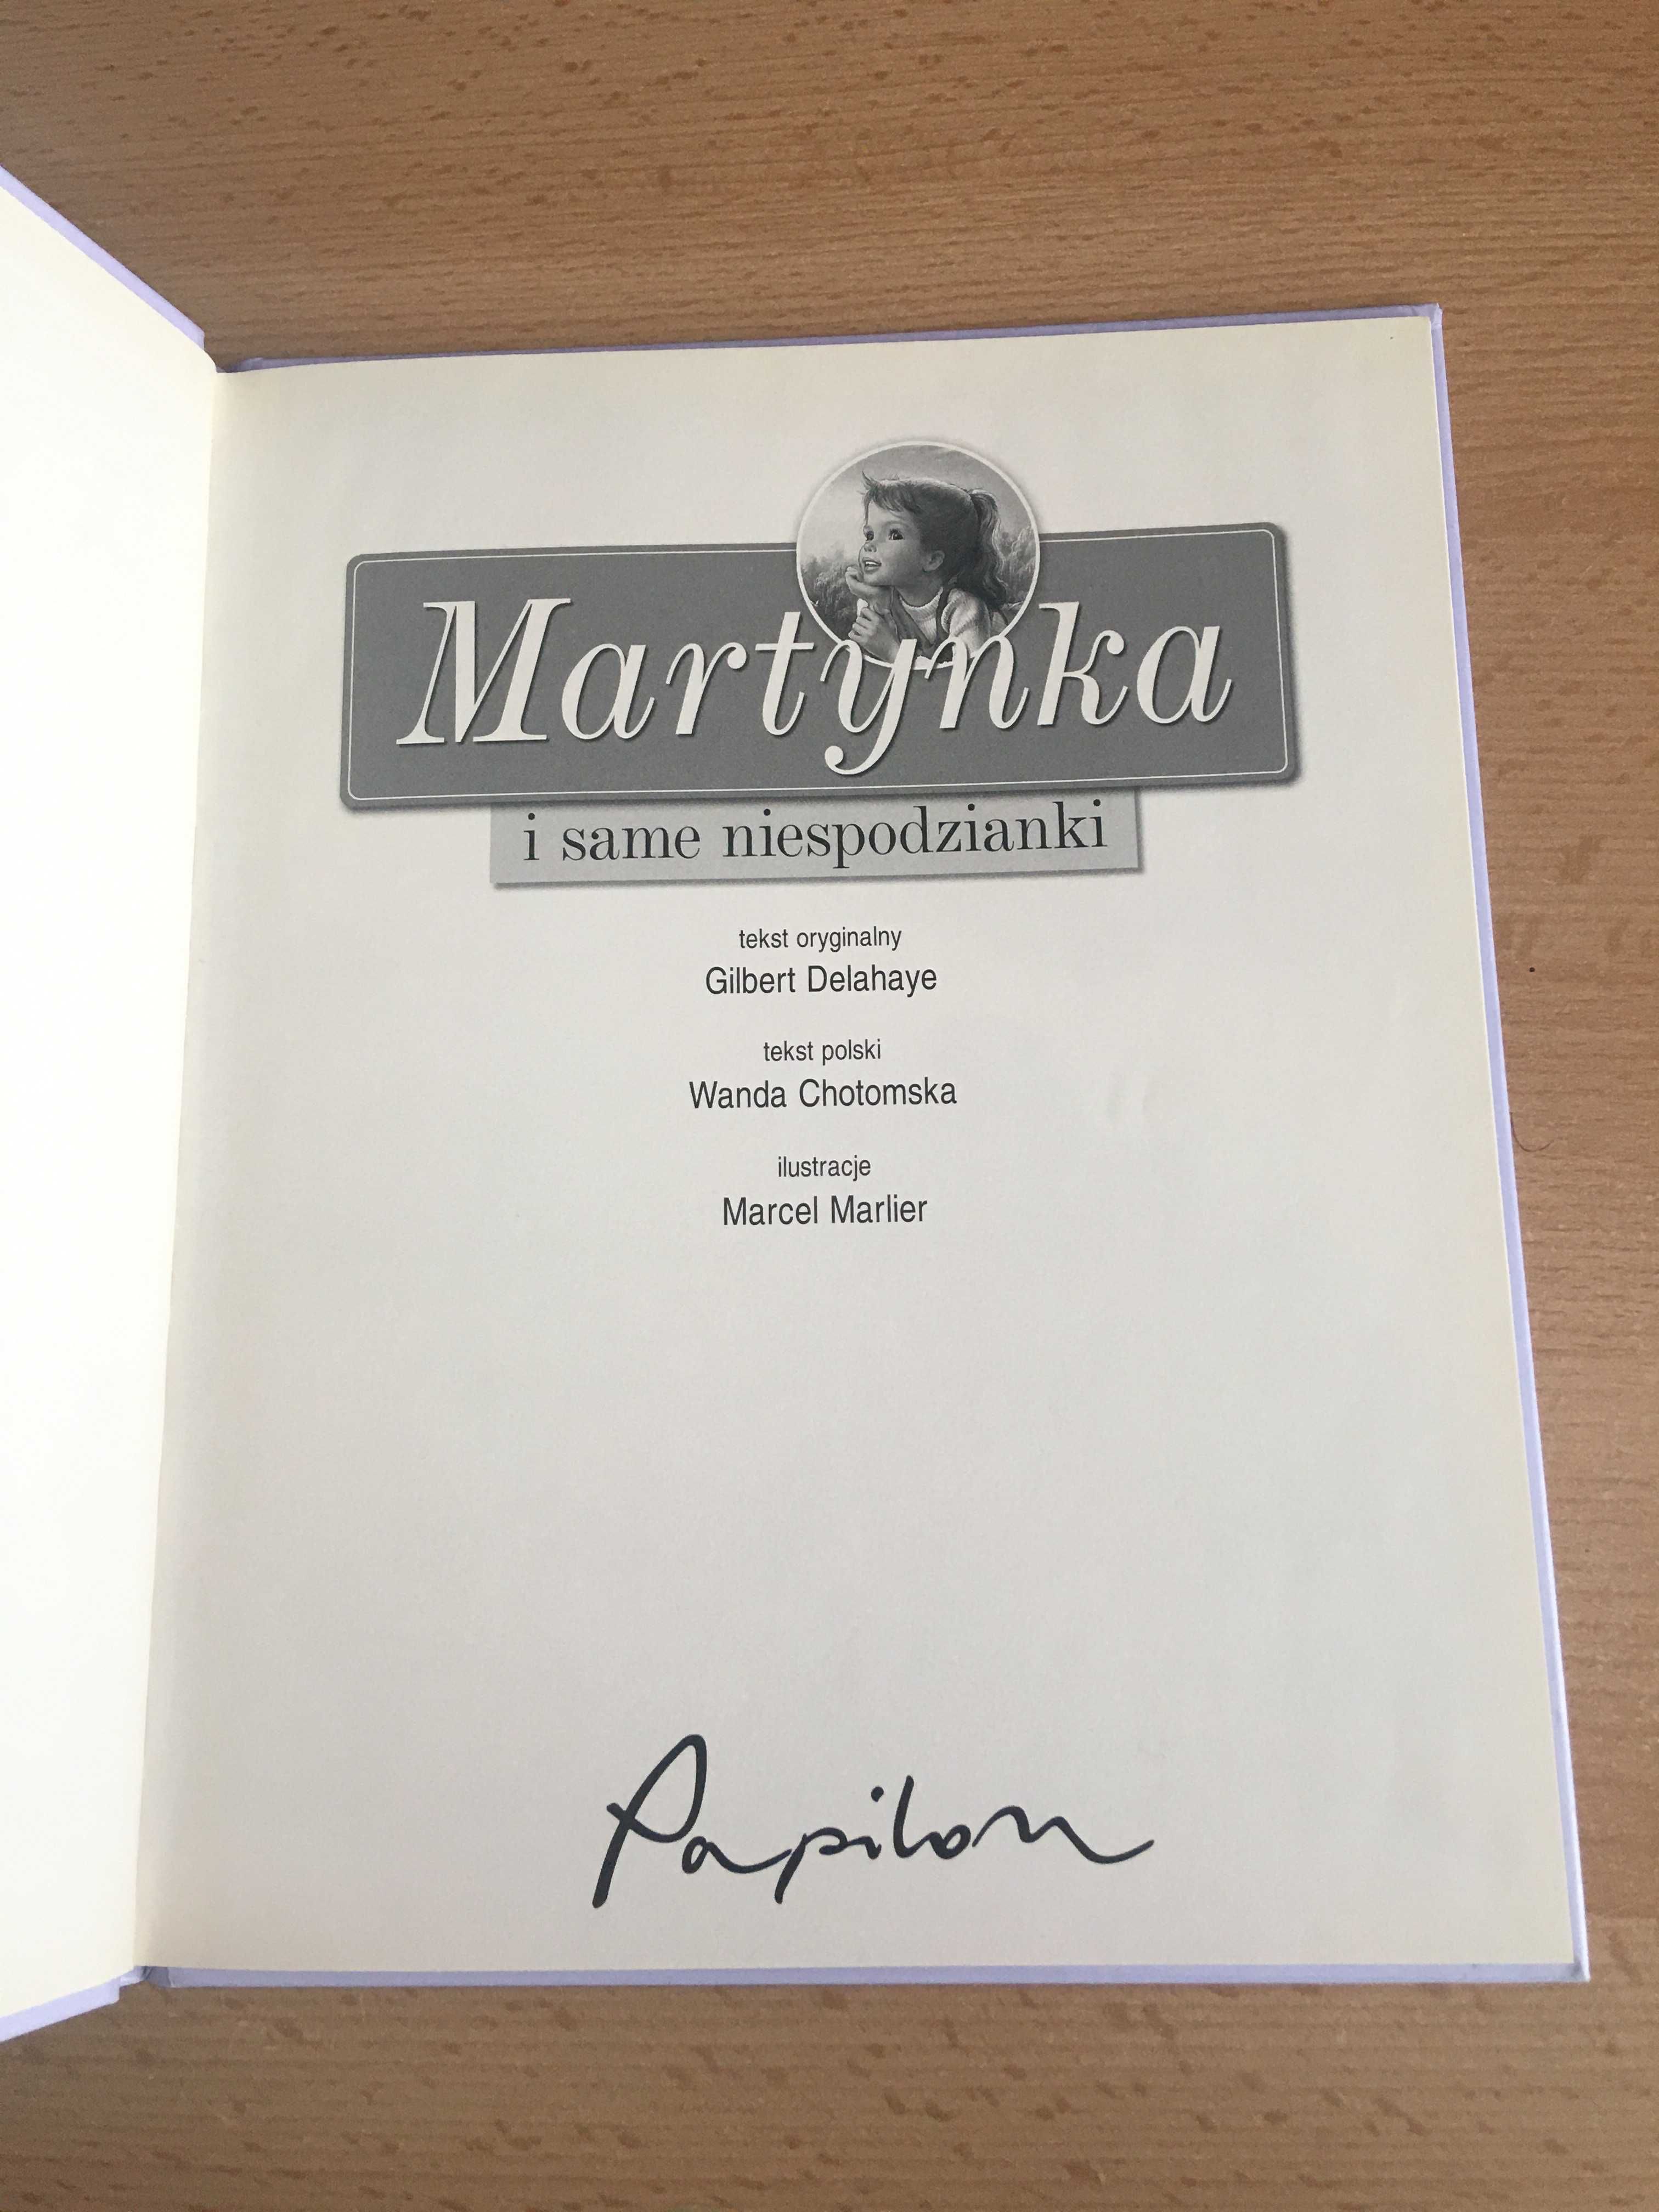 Martynka
i same niespodzianki
tekst oryginalny
Gilbert Delahaye
tekst polski
Wanda Chotomska
ilustracje
Marcel Marlier
Papilon